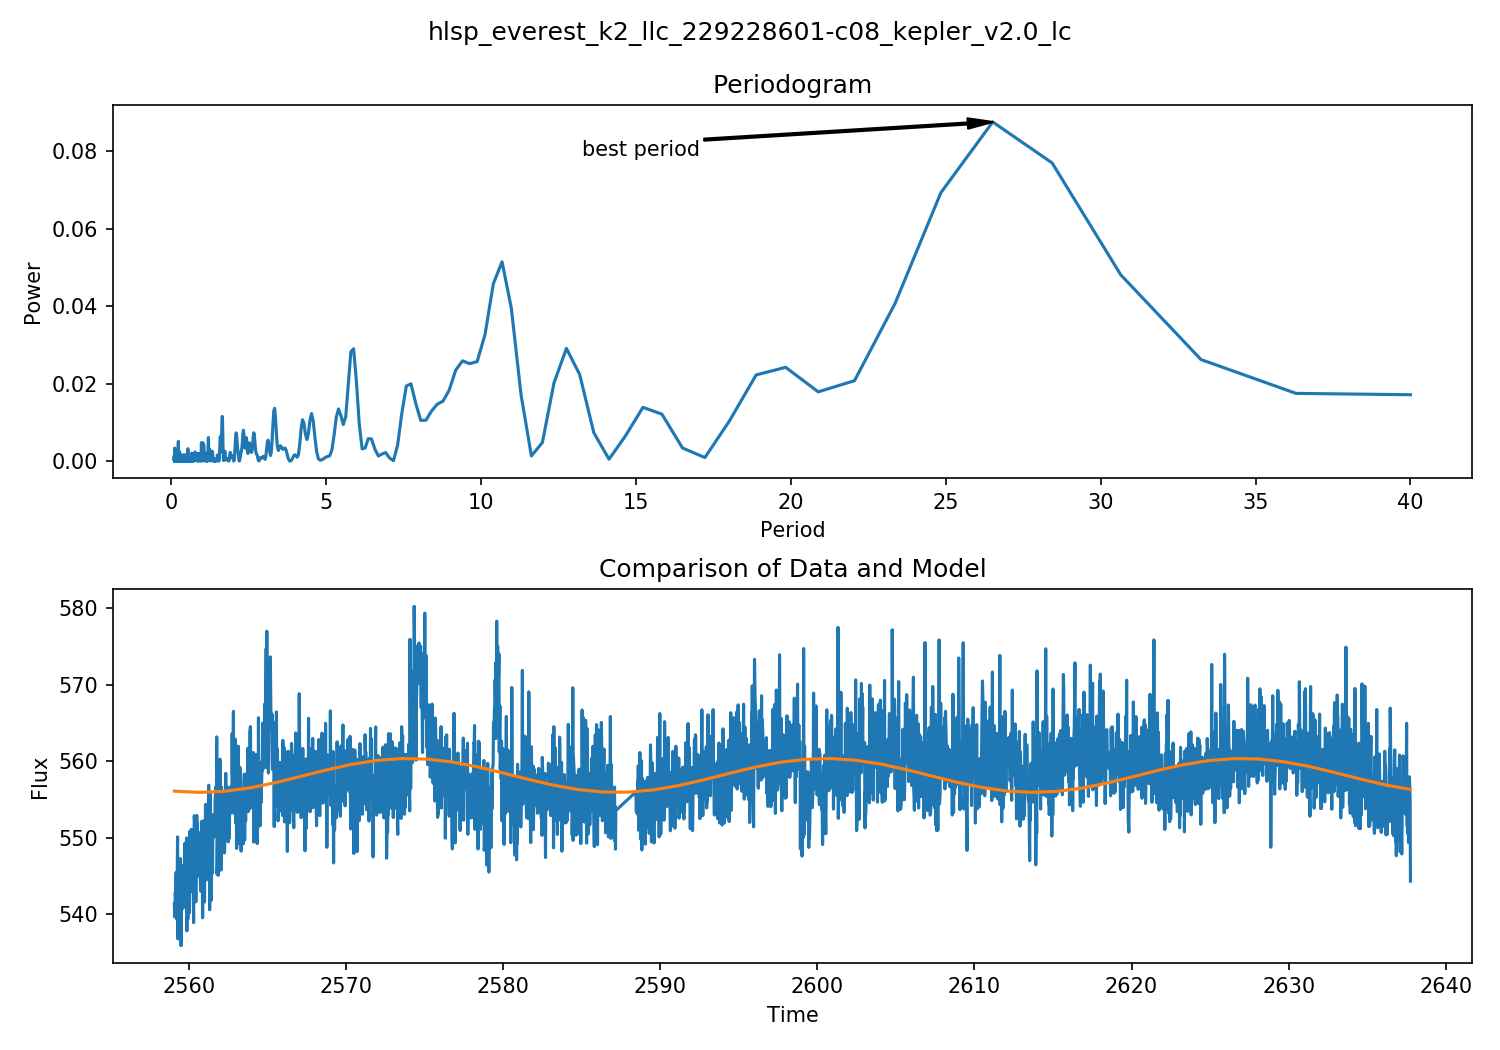 hlsp_everest_k2_llc_229228601-c08_kepler_v2.0_lc
Periodogram
best period
0.08
0.06
0.04
0.02
0.00
Power
0 5 10 15 20 25 30 35 40
Period
Comparison of Data and Model
580
570
560
550
540
Flux
2560 2570 2580 2590 2600 2610 2620 2630 2640
Time